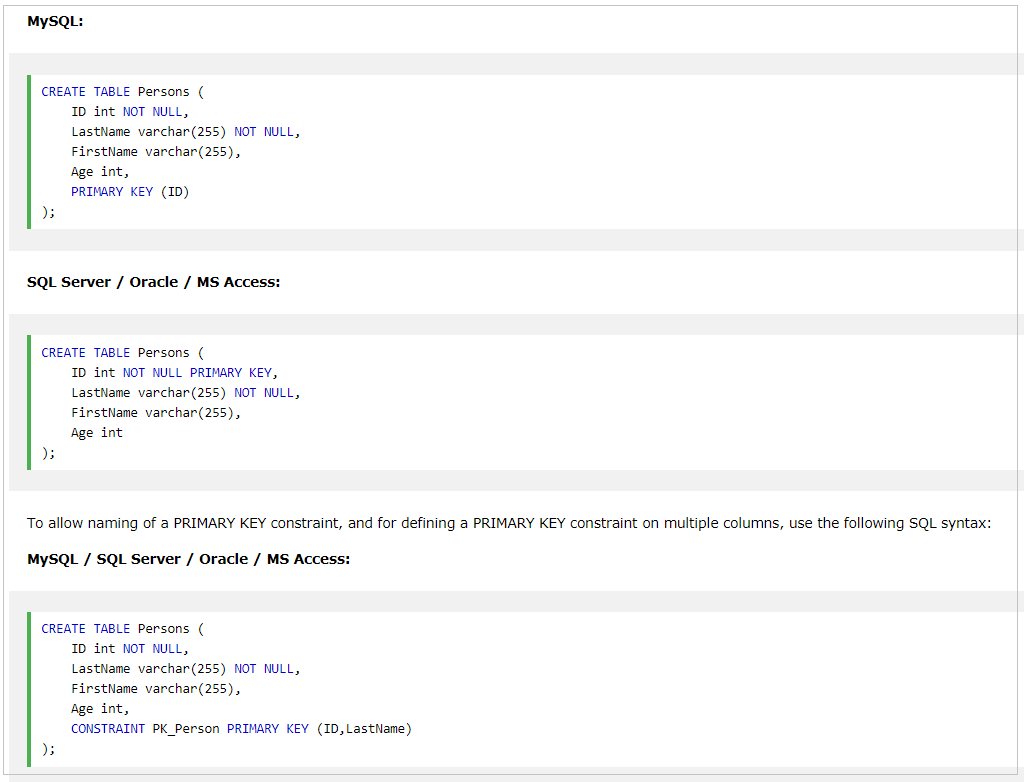 MySQL:
CREATE TABLE Persons (
    ID int NOT NULL,
    LastName varchar(255) NOT NULL,
    FirstName varchar(255),
    Age int,
    PRIMARY KEY (ID)
);
SQL Server / Oracle / MS Access:
CREATE TABLE Persons (
    ID int NOT NULL PRIMARY KEY,
    LastName varchar(255) NOT NULL,
    FirstName varchar(255),
    Age int
);
To allow naming of a PRIMARY KEY constraint, and for defining a PRIMARY KEY constraint on multiple columns, use the following SQL syntax:
MySQL / SQL Server / Oracle / MS Access:
CREATE TABLE Persons (
    ID int NOT NULL,
    LastName varchar(255) NOT NULL,
    FirstName varchar(255),
    Age int,
    CONSTRAINT PK_Person PRIMARY KEY (ID,LastName)
);